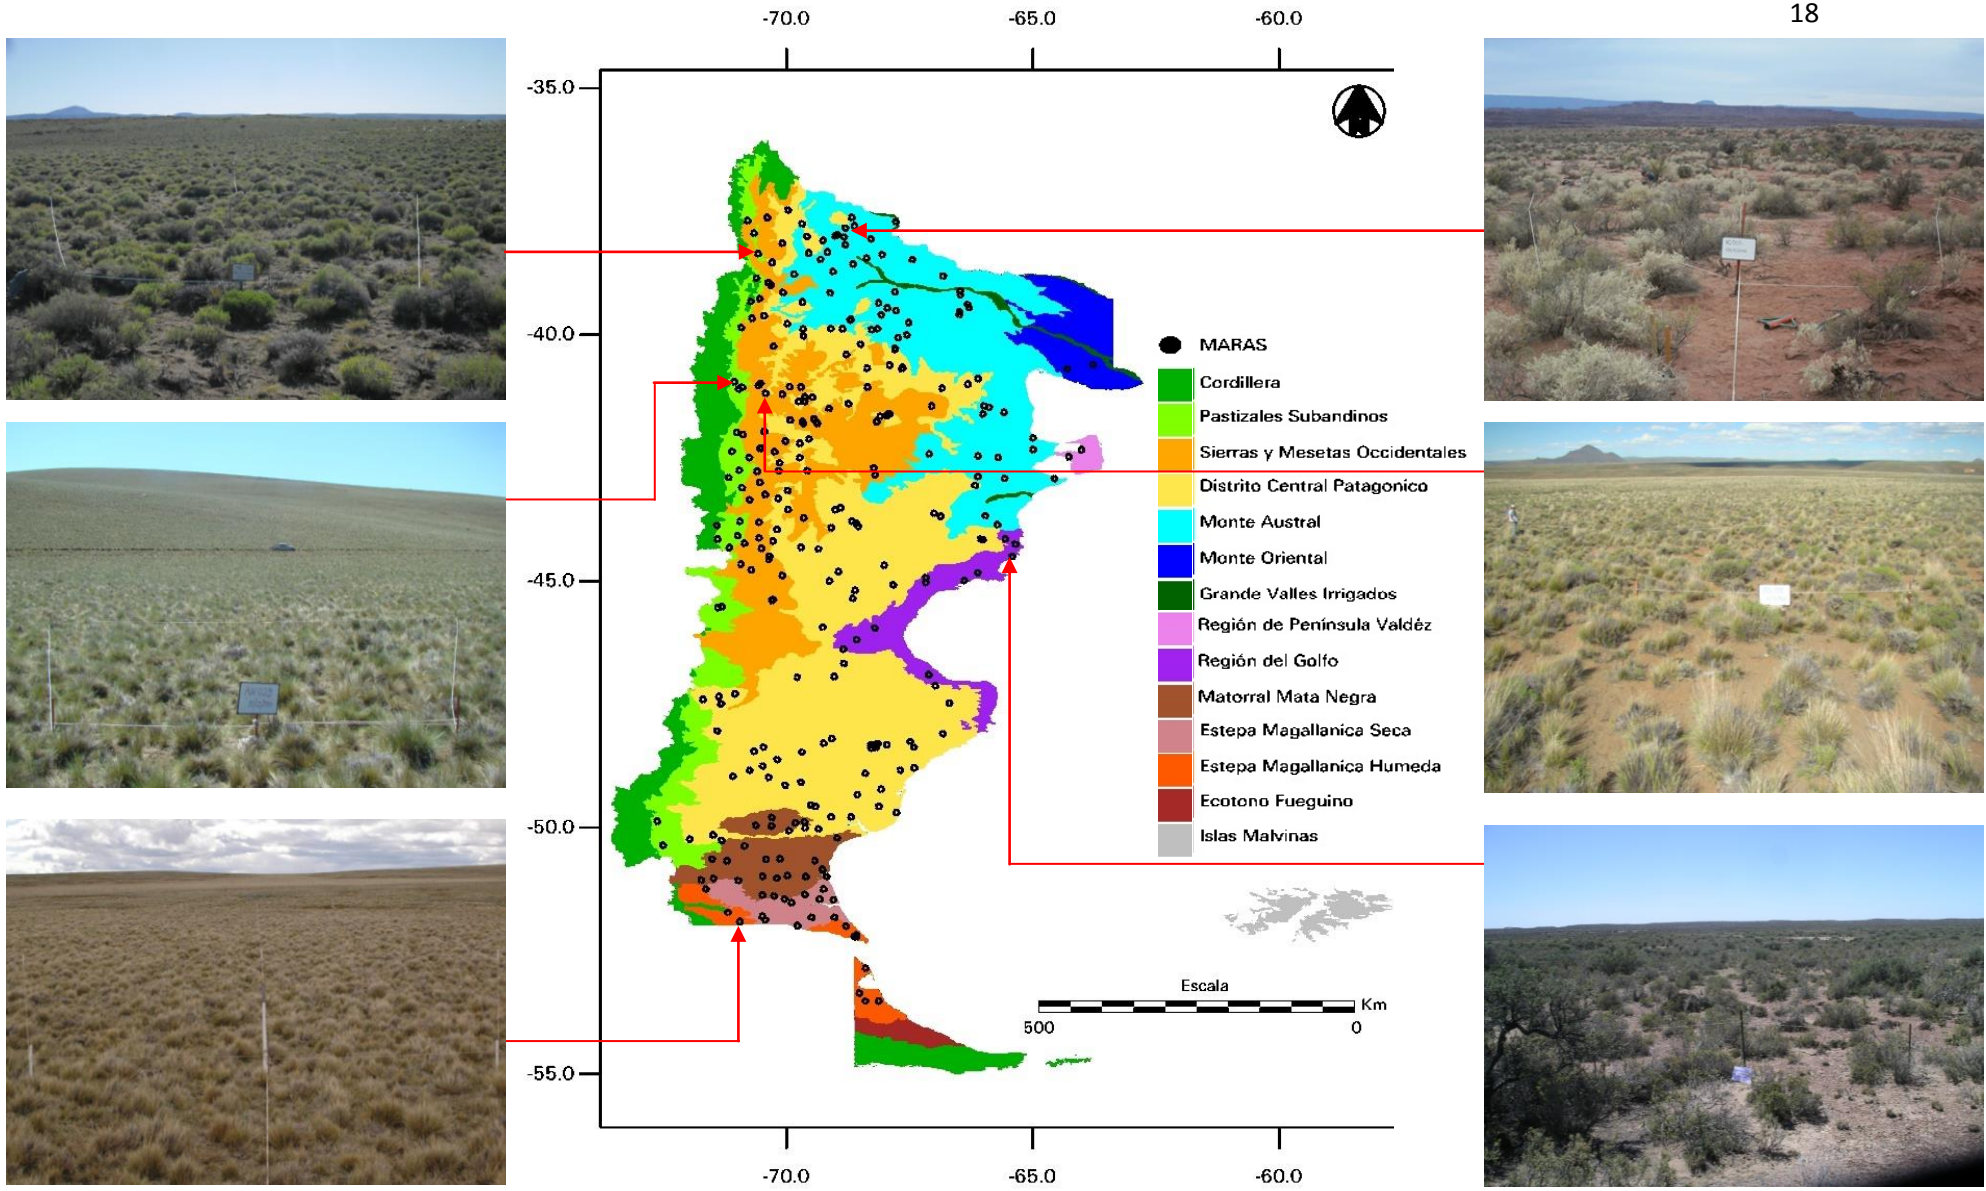 18
-70.0 -65.0 -60.0
-35.0
-40.0
-45.0
-50.0
-55.0
MARAS
Cordillera
Pastizales Subandinos
Sierras y Mesetas Occidentales
Distrito Central Patagonico
Monte Austral
Monte Oriental
Grande Valles Irrigados
Región de Península Valdéz
Región del Golfo
Matorral Mata Negra
Estepa Magallanica Seca
Estepa Magallanica Humeda
Ecotono Fueguino
Islas Malvinas
Escala
Km
500 0
-70.0 -65.0 -60.0